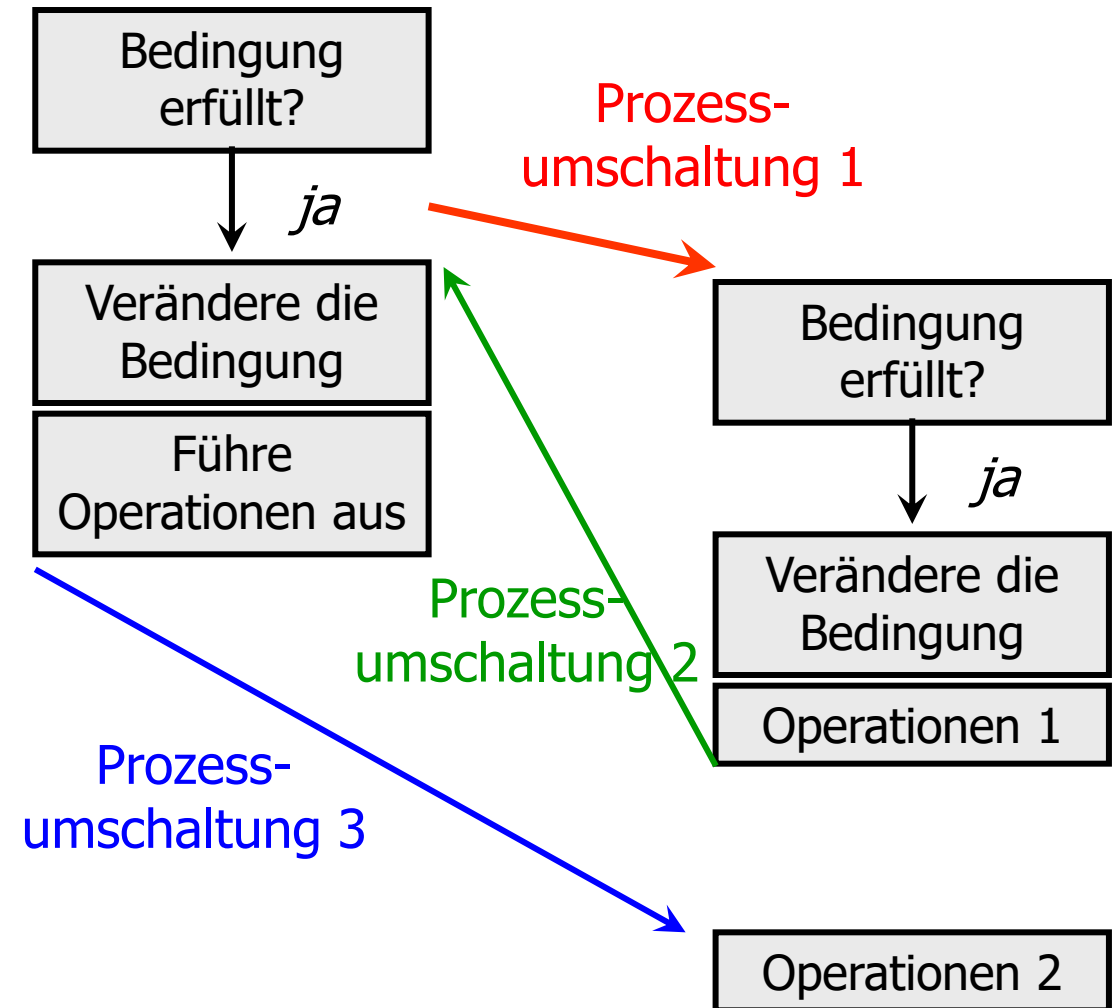 Bedingung
erfüllt?
ja
Prozess-
umschaltung 1
Verändere die
Bedingung
Führe
Operationen aus
Bedingung
erfüllt?
ja
Verändere die
Bedingung
Operationen 1
Prozess-
umschaltung 2
Prozess-
umschaltung 3
Operationen 2